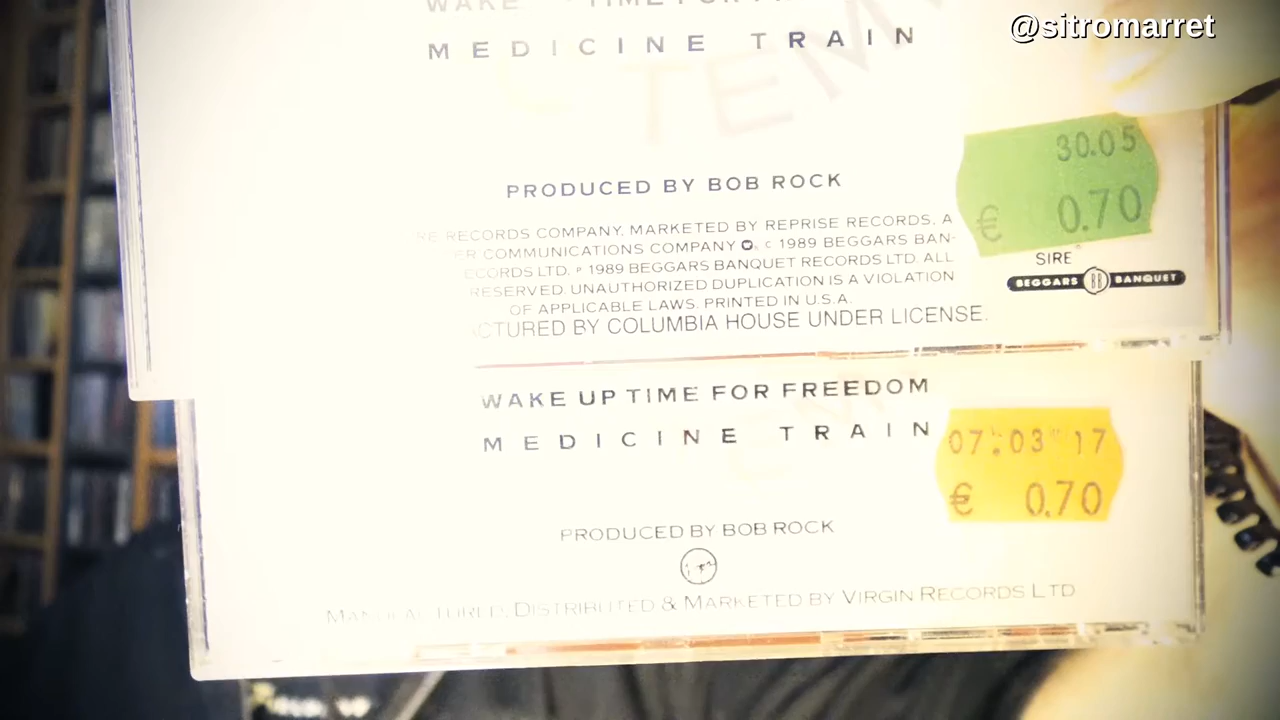 @sitromarret
MEDICINE TRAIN
TEM
30.05
€ 0.70
PRODUCED BY BOB ROCK
RECORDS COMPANY, MARKETED BY REPRISE RECORDS, A
COMMUNICATIONS COMPANY ℗, © 1989 BEGGARS BAN-
LTD. ℗ 1989 BEGGARS BANQUET RECORDS LTD. ALL
RESERVED. UNAUTHORIZED DUPLICATION IS A VIOLATION
OF APPLICABLE LAWS. PRINTED IN U.S.A.
BY COLUMBIA HOUSE UNDER LICENSE.
SIRE
BEGGARS BB BANQUET
WAKE UP TIME FOR FREEDOM
MEDICINE TRAIN
07.03 17
€ 0.70
PRODUCED BY BOB ROCK
MANUFACTURED, DISTRIBUTED & MARKETED BY VIRGIN RECORDS LTD